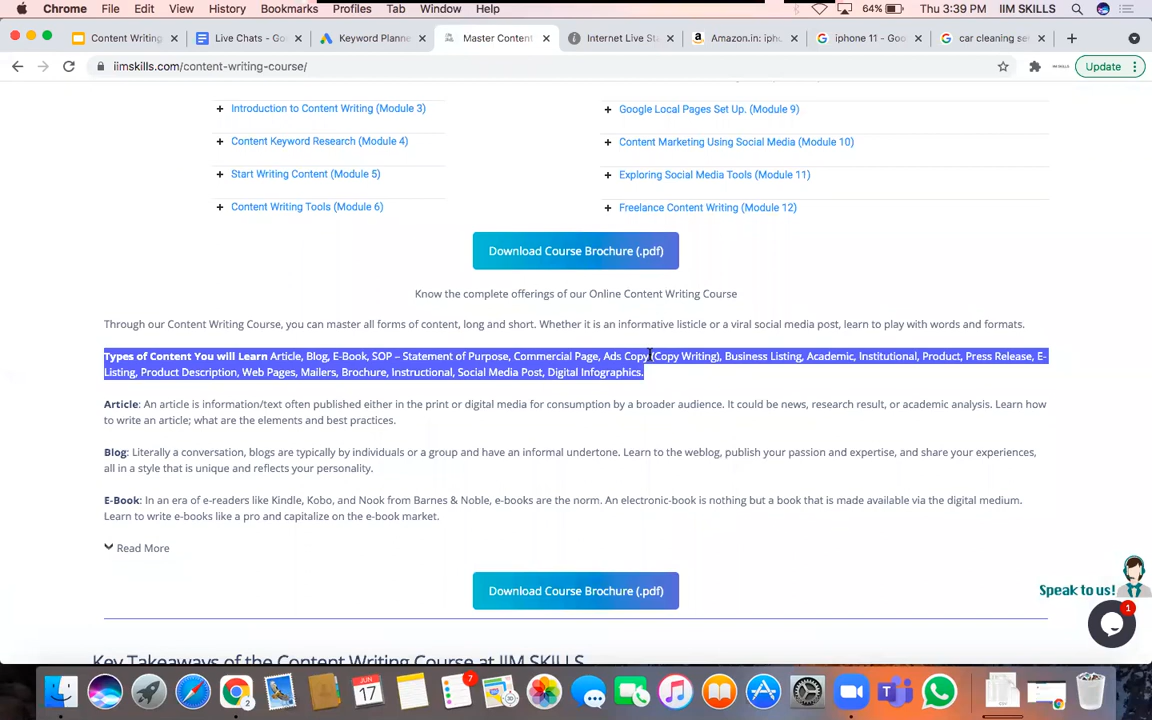 Chrome File Edit View History Bookmarks Profiles Tab Window Help 64% Thu 3:39 PM IIM SKILLS
Content Writing Live Chats - Go Keyword Planne Master Content Internet Live Sta Amazon.in: iph iphone 11 - Goo car cleaning se
iimskills.com/content-writing-course/ Update
Introduction to Content Writing (Module 3)
Google Local Pages Set Up. (Module 9)
Content Keyword Research (Module 4)
Content Marketing Using Social Media (Module 10)
Start Writing Content (Module 5)
Exploring Social Media Tools (Module 11)
Content Writing Tools (Module 6)
Freelance Content Writing (Module 12)
Download Course Brochure (.pdf)
Know the complete offerings of our Online Content Writing Course
Through our Content Writing Course, you can master all forms of content, long and short. Whether it is an informative listicle or a viral social media post, learn to play with words and formats.
Types of Content You will Learn Article, Blog, E-Book, SOP – Statement of Purpose, Commercial Page, Ads Copy (Copy Writing), Business Listing, Academic, Institutional, Product, Press Release, E-
Listing, Product Description, Web Pages, Mailers, Brochure, Instructional, Social Media Post, Digital Infographics.
Article: An article is information/text often published either in the print or digital media for consumption by a broader audience. It could be news, research result, or academic analysis. Learn how
to write an article; what are the elements and best practices.
Blog: Literally a conversation, blogs are typically by individuals or a group and have an informal undertone. Learn to the weblog, publish your passion and expertise, and share your experiences,
all in a style that is unique and reflects your personality.
E-Book: In an era of e-readers like Kindle, Kobo, and Nook from Barnes & Noble, e-books are the norm. An electronic-book is nothing but a book that is made available via the digital medium.
Learn to write e-books like a pro and capitalize on the e-book market.
Read More
Download Course Brochure (.pdf)
Speak to us!
1
Key Takeaways of the Content Writing Course at IIM SKILLS
2 JUN 17 7